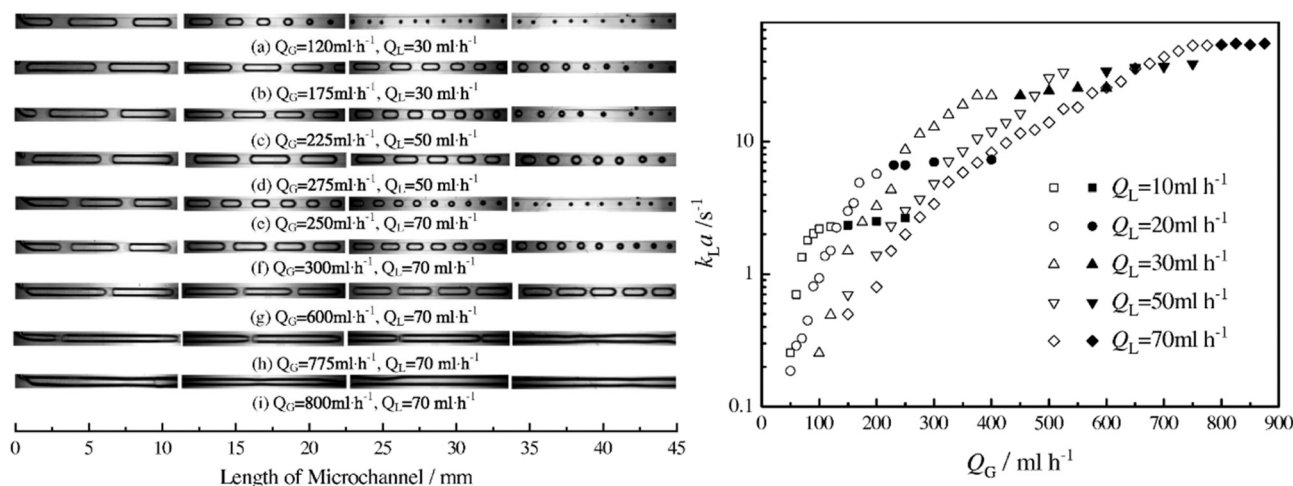 (a) Q_G=120ml·h⁻¹, Q_L=30 ml·h⁻¹
(b) Q_G=175ml·h⁻¹, Q_L=30 ml·h⁻¹
(c) Q_G=225ml·h⁻¹, Q_L=50 ml·h⁻¹
(d) Q_G=275ml·h⁻¹, Q_L=50 ml·h⁻¹
(e) Q_G=250ml·h⁻¹, Q_L=70 ml·h⁻¹
(f) Q_G=300ml·h⁻¹, Q_L=70 ml·h⁻¹
(g) Q_G=600ml·h⁻¹, Q_L=70 ml·h⁻¹
(h) Q_G=775ml·h⁻¹, Q_L=70 ml·h⁻¹
(i) Q_G=800ml·h⁻¹, Q_L=70 ml·h⁻¹
0 5 10 15 20 25 30 35 40 45
Length of Microchannel / mm
k_L a /s⁻¹
10
1
0.1
Q_L=10ml h⁻¹
Q_L=20ml h⁻¹
Q_L=30ml h⁻¹
Q_L=50ml h⁻¹
Q_L=70ml h⁻¹
0 100 200 300 400 500 600 700 800 900
Q_G / ml h⁻¹